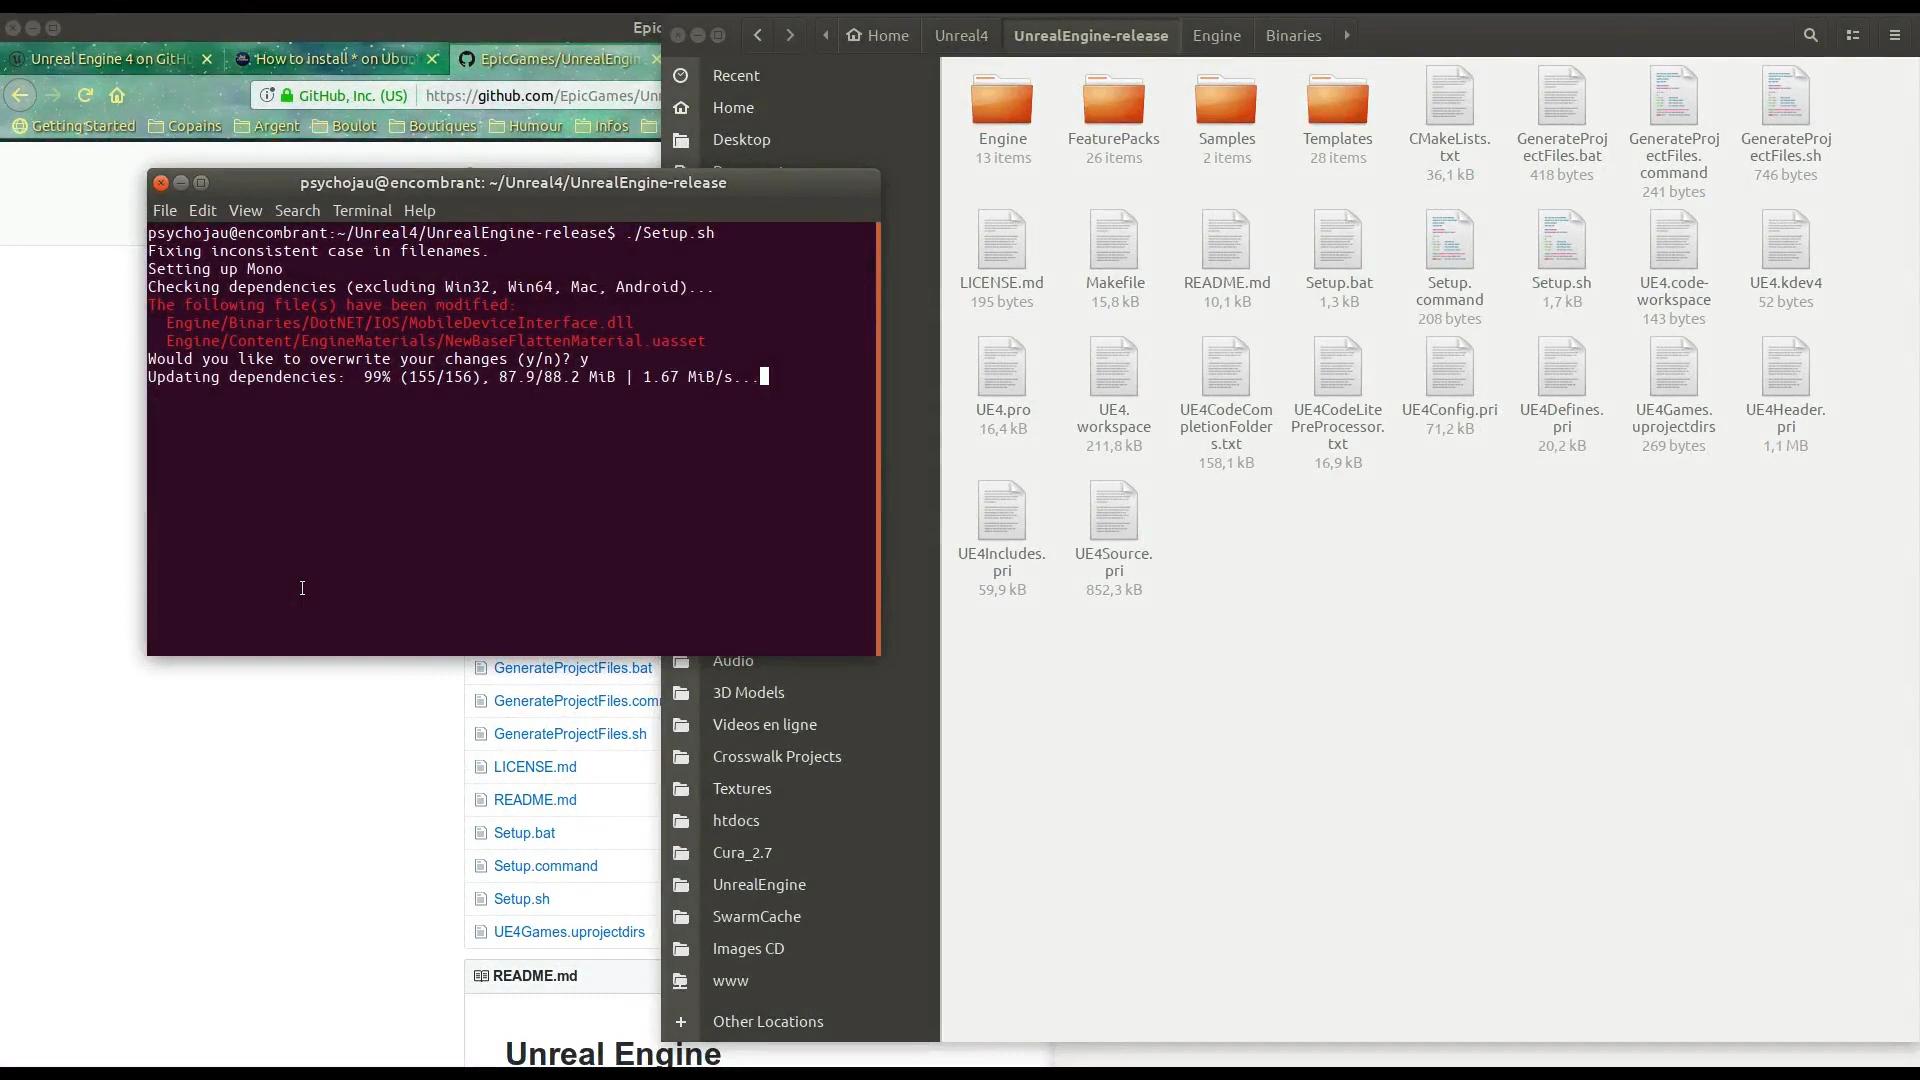 Epic
Unreal Engine 4 on GitH
"How to install * on Ubun
EpicGames/UnrealEngin
GitHub, Inc. (US)
https://github.com/EpicGames/Un
Getting Started
Copains
Argent
Boulot
Boutiques
Humour
Infos
Home
Unreal4
UnrealEngine-release
Engine
Binaries
Recent
Home
Desktop
psychojau@encombrant: ~/Unreal4/UnrealEngine-release
File Edit View Search Terminal Help
psychojau@encombrant:~/Unreal4/UnrealEngine-release$ ./Setup.sh
Fixing inconsistent case in filenames.
Setting up Mono
Checking dependencies (excluding Win32, Win64, Mac, Android)...
The following file(s) have been modified:
Engine/Binaries/DotNET/IOS/MobileDeviceInterface.dll
Engine/Content/EngineMaterials/NewBaseFlattenMaterial.uasset
Would you like to overwrite your changes (y/n)? y
Updating dependencies: 99% (155/156), 87.9/88.2 MiB | 1.67 MiB/s...
GenerateProjectFiles.bat
GenerateProjectFiles.com
GenerateProjectFiles.sh
LICENSE.md
README.md
Setup.bat
Setup.command
Setup.sh
UE4Games.uprojectdirs
README.md
Unreal Engine
Audio
3D Models
Videos en ligne
Crosswalk Projects
Textures
htdocs
Cura_2.7
UnrealEngine
SwarmCache
Images CD
www
Other Locations
Engine
13 items
FeaturePacks
26 items
Samples
2 items
Templates
28 items
CMakeLists.
txt
36,1 kB
GenerateProj
ectFiles.bat
418 bytes
GenerateProj
ectFiles.
command
241 bytes
GenerateProj
ectFiles.sh
746 bytes
LICENSE.md
195 bytes
Makefile
15,8 kB
README.md
10,1 kB
Setup.bat
1,3 kB
Setup.
command
208 bytes
Setup.sh
1,7 kB
UE4.code-
workspace
143 bytes
UE4.kdev4
52 bytes
UE4.pro
16,4 kB
UE4.
workspace
211,8 kB
UE4CodeCom
pletionFolder
s.txt
158,1 kB
UE4CodeLite
PreProcessor.
txt
16,9 kB
UE4Config.pri
71,2 kB
UE4Defines.
pri
20,2 kB
UE4Games.
uprojectdirs
269 bytes
UE4Header.
pri
1,1 MB
UE4Includes.
pri
59,9 kB
UE4Source.
pri
852,3 kB